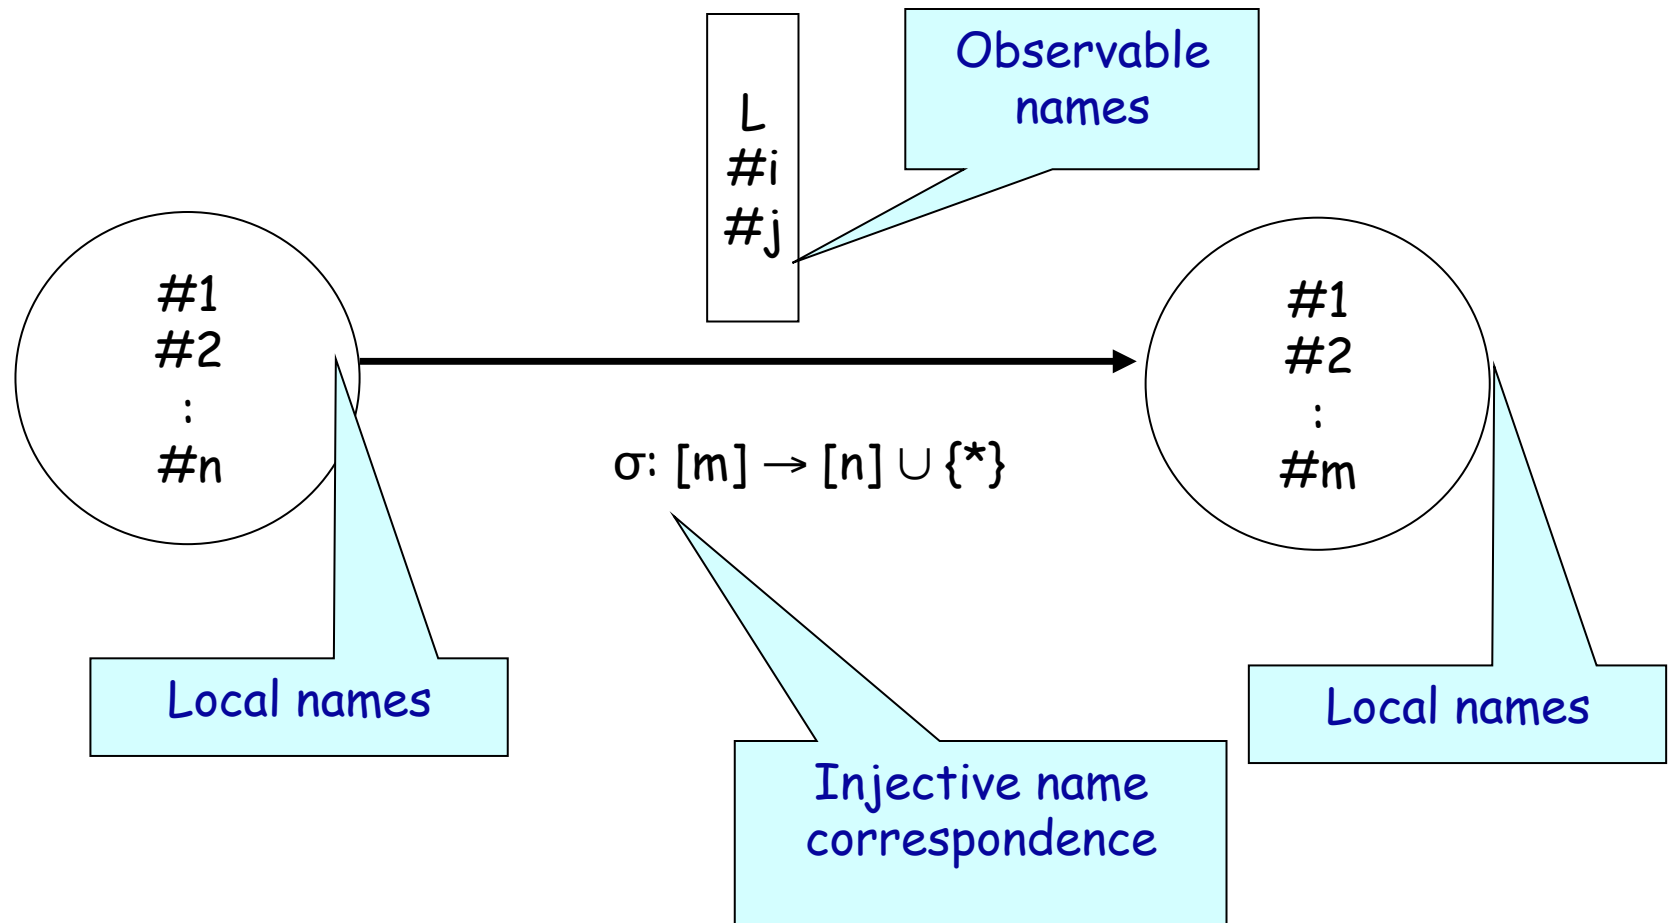 L
#i
#j
Observable
names
#1
#2
:
#n
σ: [m] → [n] ∪ {*}
#1
#2
:
#m
Local names
Injective name
correspondence
Local names